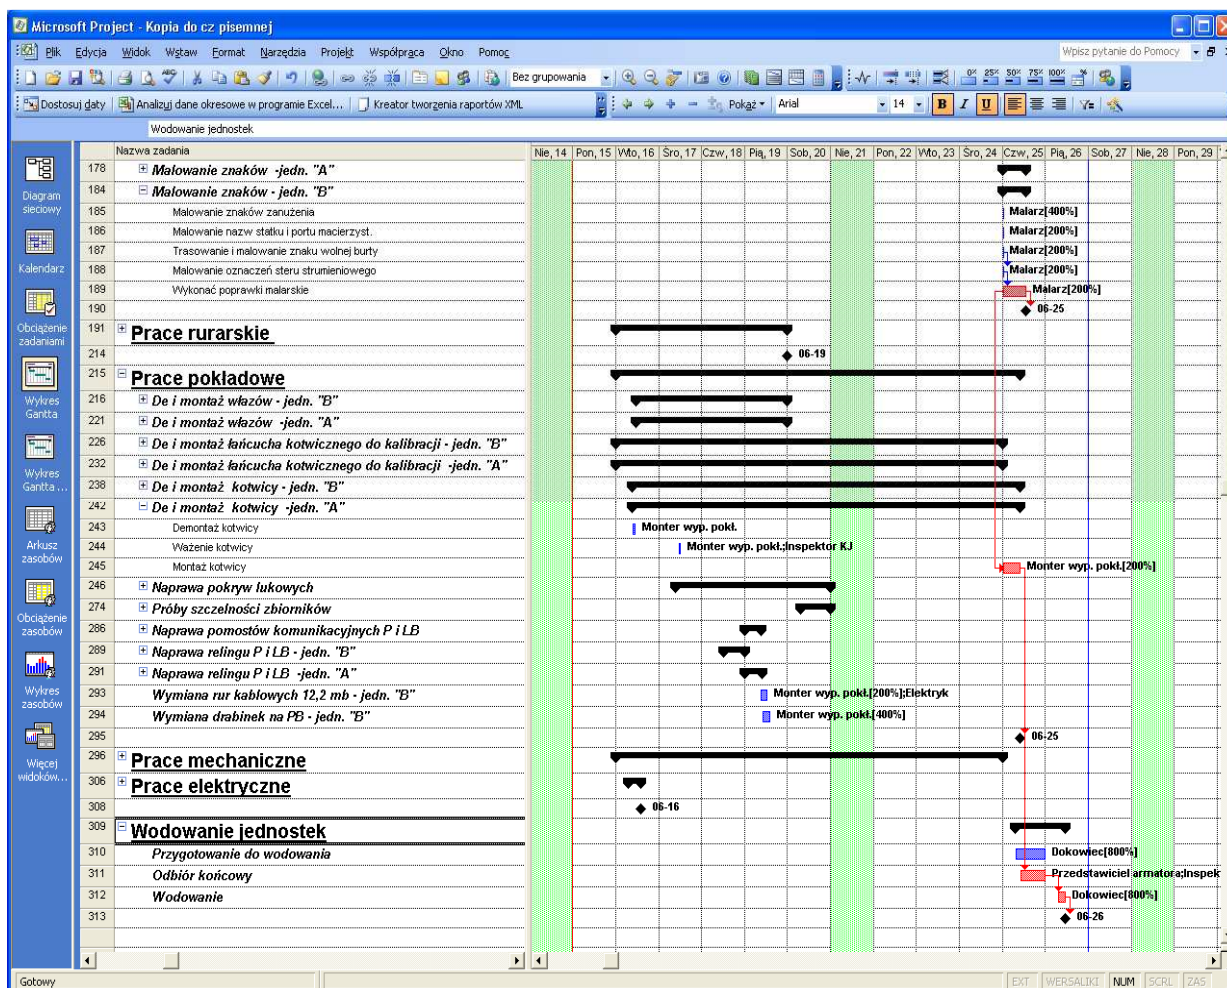 Microsoft Project - Kopia do cz pisemnej
Plik Edycja Widok Wstaw Format Narzędzia Projekt Współpraca Okno Pomoc Wpisz pytanie do Pomocy
Bez grupowania 0% 25% 50% 75% 100%
Dostosuj daty Analizuj dane okresowe w programie Excel... Kreator tworzenia raportów XML Pokaż Arial 14 B I U
Wodowanie jednostek
Nazwa zadania Nie, 14 Pon, 15 Wto, 16 Śro, 17 Czw, 18 Pią, 19 Sob, 20 Nie, 21 Pon, 22 Wto, 23 Śro, 24 Czw, 25 Pią, 26 Sob, 27 Nie, 28 Pon, 29
Diagram sieciowy
Kalendarz
Obciążenie zadaniami
Wykres Gantta
Wykres Gantta ...
Arkusz zasobów
Obciążenie zasobów
Wykres zasobów
Więcej widoków...
178 Malowanie znaków -jedn. "A"
184 Malowanie znaków - jedn. "B"
185 Malowanie znaków zanużenia Malarz[400%]
186 Malowanie nazw statku i portu macierzyst. Malarz[200%]
187 Trasowanie i malowanie znaku wolnej burty Malarz[200%]
188 Malowanie oznaczeń steru strumieniowego Malarz[200%]
189 Wykonać poprawki malarskie Malarz[200%]
190 06-25
191 Prace rurarskie
214 06-19
215 Prace pokładowe
216 De i montaż włazów - jedn. "B"
221 De i montaż włazów -jedn. "A"
226 De i montaż łańcucha kotwicznego do kalibracji - jedn. "B"
232 De i montaż łańcucha kotwicznego do kalibracji -jedn. "A"
238 De i montaż kotwicy - jedn. "B"
242 De i montaż kotwicy -jedn. "A"
243 Demontaż kotwicy Monter wyp. pokł.
244 Ważenie kotwicy Monter wyp. pokł.;Inspektor KJ
245 Montaż kotwicy Monter wyp. pokł.[200%]
246 Naprawa pokryw lukowych
274 Próby szczelności zbiorników
286 Naprawa pomostów komunikacyjnych P i LB
289 Naprawa relingu P i LB - jedn. "B"
291 Naprawa relingu P i LB -jedn. "A"
293 Wymiana rur kablowych 12,2 mb - jedn. "B" Monter wyp. pokł.[200%];Elektryk
294 Wymiana drabinek na PB - jedn. "B" Monter wyp. pokł.[400%]
295 06-25
296 Prace mechaniczne
306 Prace elektryczne
308 06-16
309 Wodowanie jednostek
310 Przygotowanie do wodowania Dokowiec[800%]
311 Odbiór końcowy Przedstawiciel armatora;Inspek
312 Wodowanie Dokowiec[800%]
313 06-26
Gotowy EXT WERSALIKI NUM SCRL ZAS